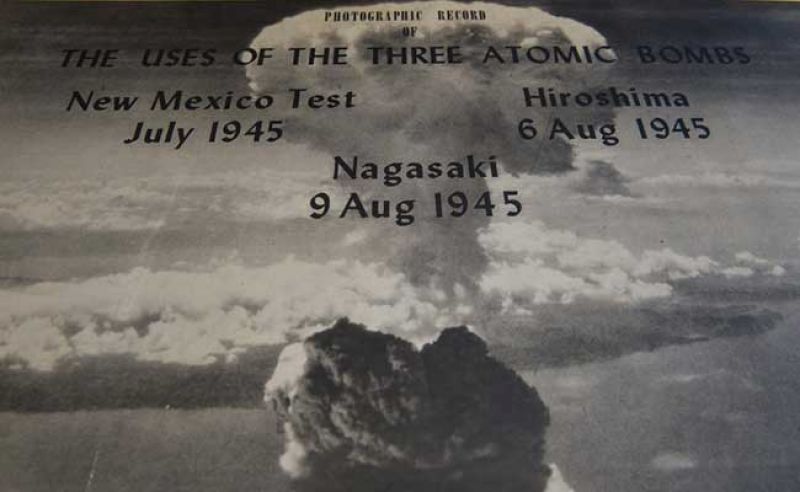 PHOTOGRAPHIC RECORD
OF
THE USES OF THE THREE ATOMIC BOMBS
New Mexico Test
July 1945
Hiroshima
6 Aug 1945
Nagasaki
9 Aug 1945